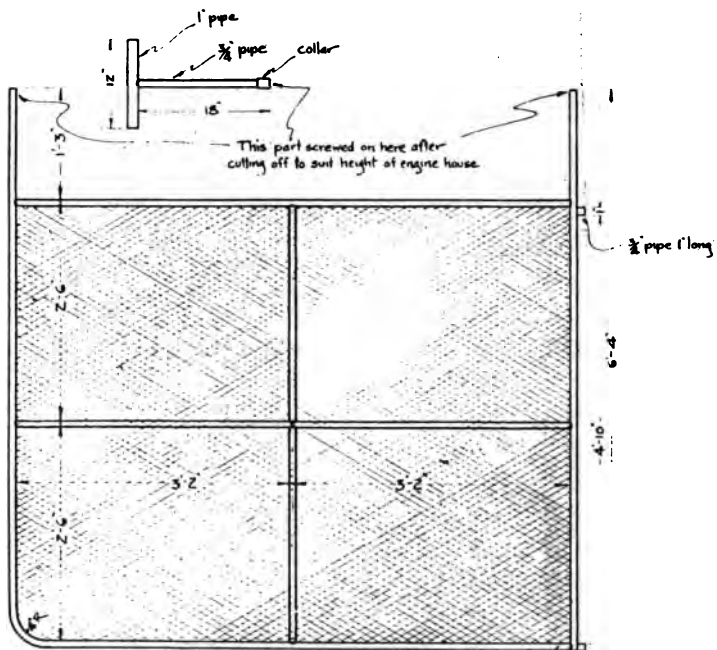 1" pipe
¾" pipe
collar
12"
18"
This part screwed on here after
cutting off to suit height of engine house
1'-3"
1"
¾" pipe 1" long
2'-6"
6'-4"
4'-10"
3'-2"
3'-2"
2'-6"